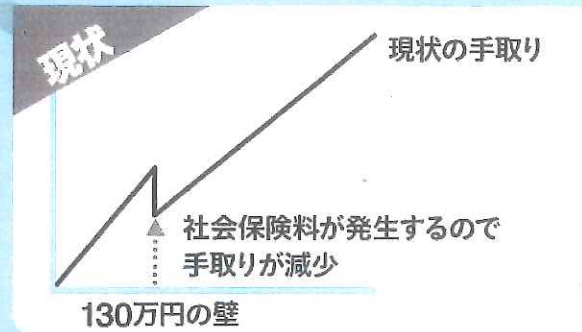 現状
現状の手取り
社会保険料が発生するので
手取りが減少
130万円の壁